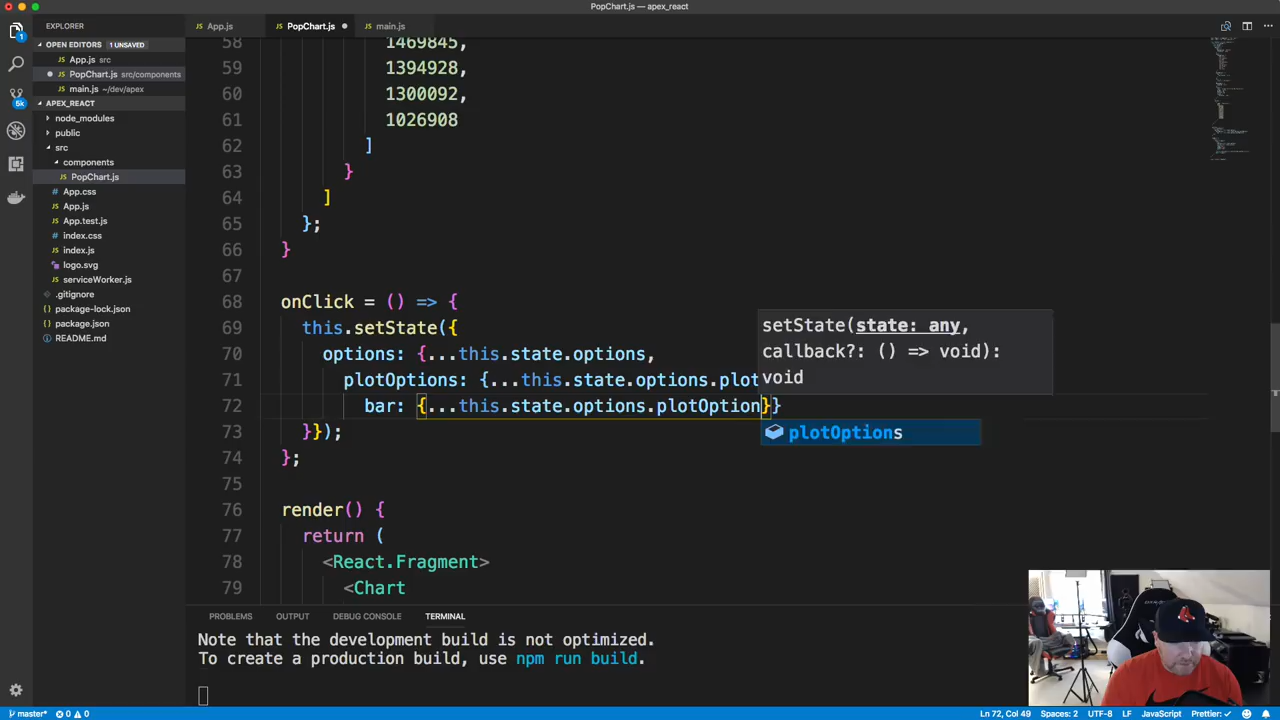 PopChart.js — apex_react
EXPLORER
OPEN EDITORS 1 UNSAVED
App.js src
PopChart.js src/components
main.js ~/dev/apex
APEX_REACT
node_modules
public
src
components
PopChart.js
App.css
App.js
App.test.js
index.css
index.js
logo.svg
serviceWorker.js
.gitignore
package-lock.json
package.json
README.md
1
5k
App.js PopChart.js main.js
58 1469845,
59 1394928,
60 1300092,
61 1026908
62 ]
63 }
64 ]
65 };
66 }
67
68 onClick = () => {
69 this.setState({
70 options: {...this.state.options,
71 plotOptions: {...this.state.options.plot
72 bar: {...this.state.options.plotOption}}
73 }});
74 };
75
76 render() {
77 return (
78 <React.Fragment>
79 <Chart
setState(state: any,
callback?: () => void):
void
plotOptions
PROBLEMS OUTPUT DEBUG CONSOLE TERMINAL
Note that the development build is not optimized.
To create a production build, use npm run build.
master* 0 0 Ln 72, Col 49 Spaces: 2 UTF-8 LF JavaScript Prettier: ✓